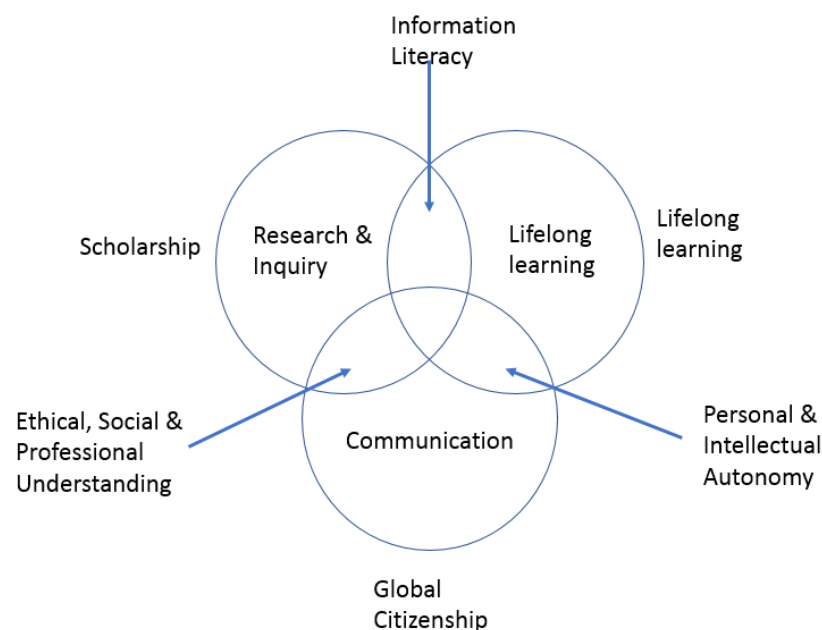 Information
Literacy
Scholarship
Research &
Inquiry
Lifelong
learning
Lifelong
learning
Ethical, Social &
Professional
Understanding
Communication
Personal &
Intellectual
Autonomy
Global
Citizenship